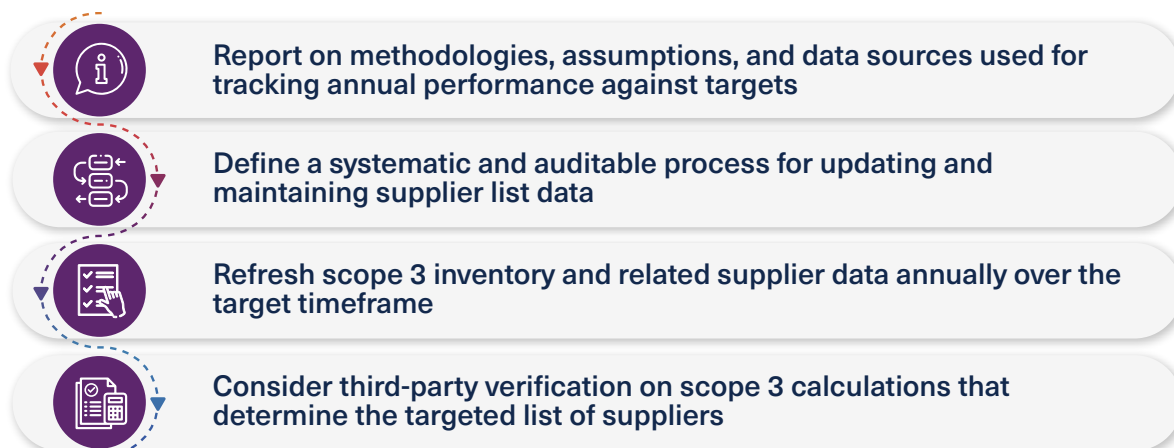 Report on methodologies, assumptions, and data sources used for
tracking annual performance against targets
Define a systematic and auditable process for updating and
maintaining supplier list data
Refresh scope 3 inventory and related supplier data annually over the
target timeframe
Consider third-party verification on scope 3 calculations that
determine the targeted list of suppliers